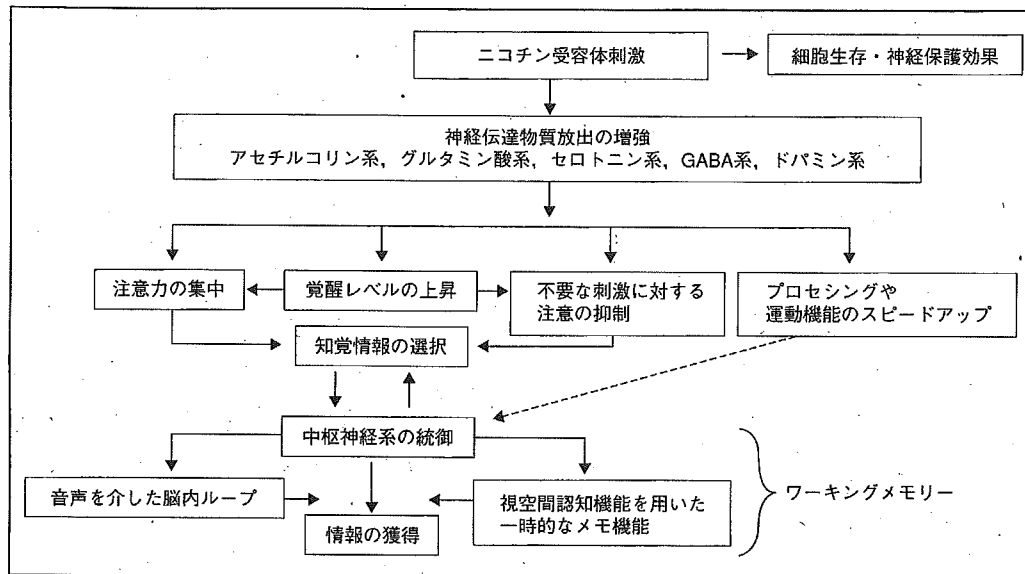 ニコチン受容体刺激
細胞生存・神経保護効果
神経伝達物質放出の増強
アセチルコリン系，グルタミン酸系，セロトニン系，GABA系，ドパミン系
注意力の集中
覚醒レベルの上昇
不要な刺激に対する
注意の抑制
プロセシングや
運動機能のスピードアップ
知覚情報の選択
中枢神経系の統御
音声を介した脳内ループ
視空間認知機能を用いた
一時的なメモ機能
ワーキングメモリー
情報の獲得